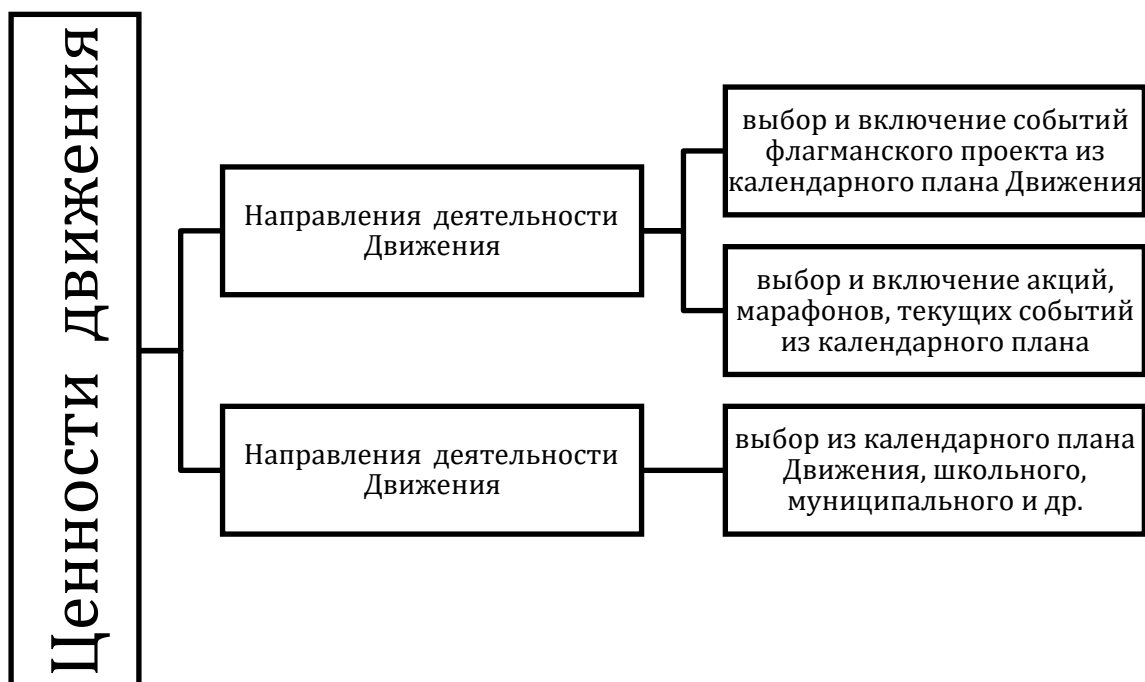 Ценности движения
Направления деятельности
Движения
выбор и включение событий
флагманского проекта из
календарного плана Движения
выбор и включение акций,
марафонов, текущих событий
из календарного плана
Направления деятельности
Движения
выбор из календарного плана
Движения, школьного,
муниципального и др.